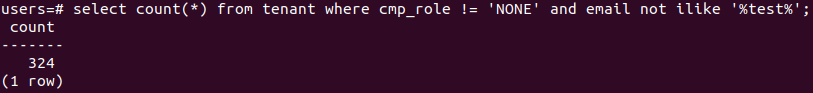 users=# select count(*) from tenant where cmp_role != 'NONE' and email not ilike '%test%';
 count
-------
   324
(1 row)